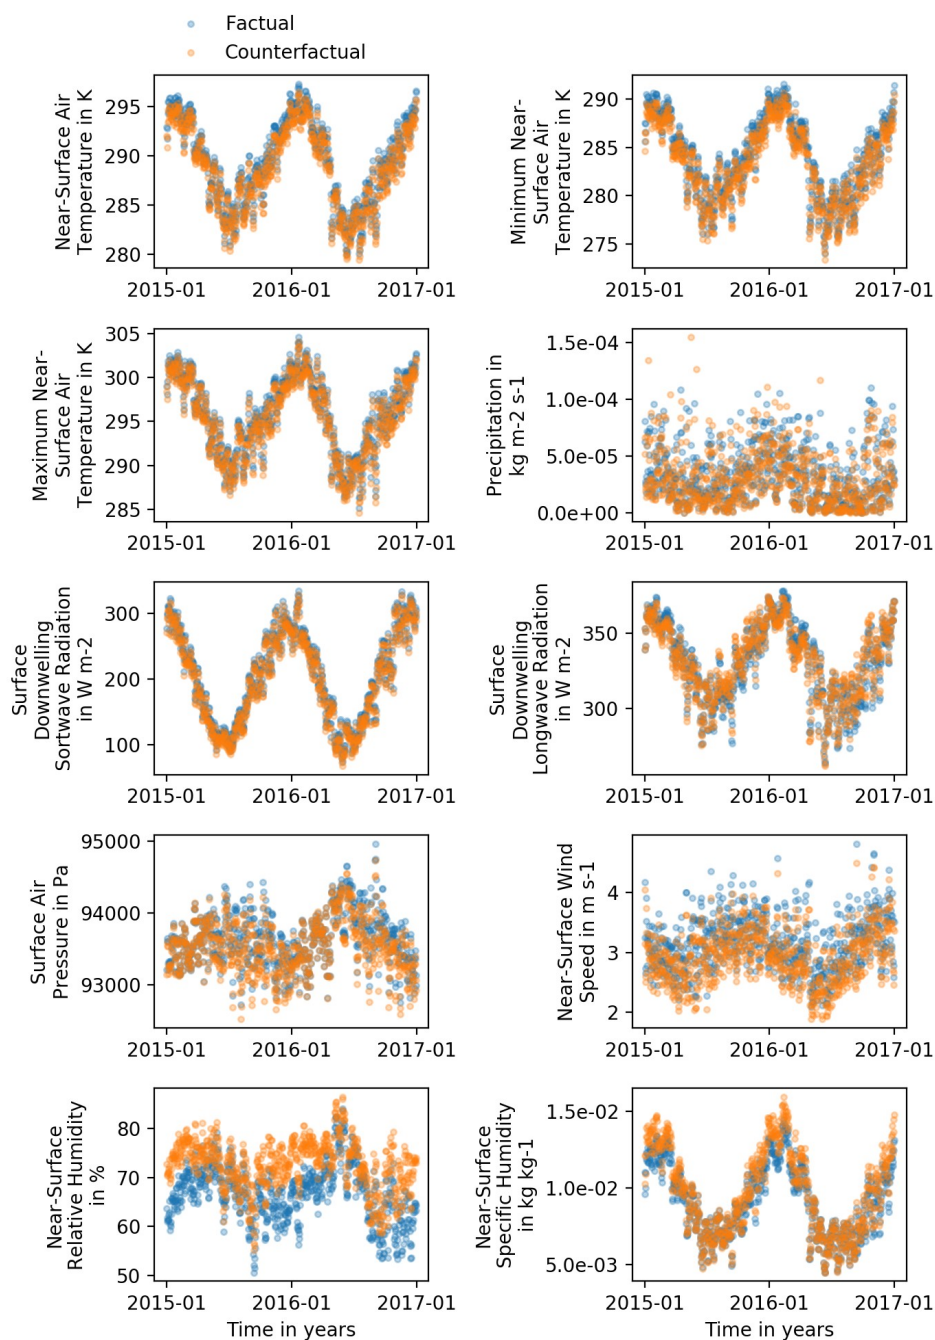 Factual
Counterfactual
Near-Surface Air
Temperature in K
295
290
285
280
2015-01 2016-01 2017-01
Minimum Near-
Surface Air
Temperature in K
290
285
280
275
2015-01 2016-01 2017-01
Maximum Near-
Surface Air
Temperature in K
305
300
295
290
285
2015-01 2016-01 2017-01
Precipitation in
kg m-2 s-1
1.5e-04
1.0e-04
5.0e-05
0.0e+00
2015-01 2016-01 2017-01
Surface
Downwelling
Sortwave Radiation
in W m-2
300
200
100
2015-01 2016-01 2017-01
Surface
Downwelling
Longwave Radiation
in W m-2
350
300
2015-01 2016-01 2017-01
Surface Air
Pressure in Pa
95000
94000
93000
2015-01 2016-01 2017-01
Near-Surface Wind
Speed in m s-1
4
3
2
2015-01 2016-01 2017-01
Near-Surface
Relative Humidity
in %
80
70
60
50
2015-01 2016-01 2017-01
Time in years
Near-Surface
Specific Humidity
in kg kg-1
1.5e-02
1.0e-02
5.0e-03
2015-01 2016-01 2017-01
Time in years